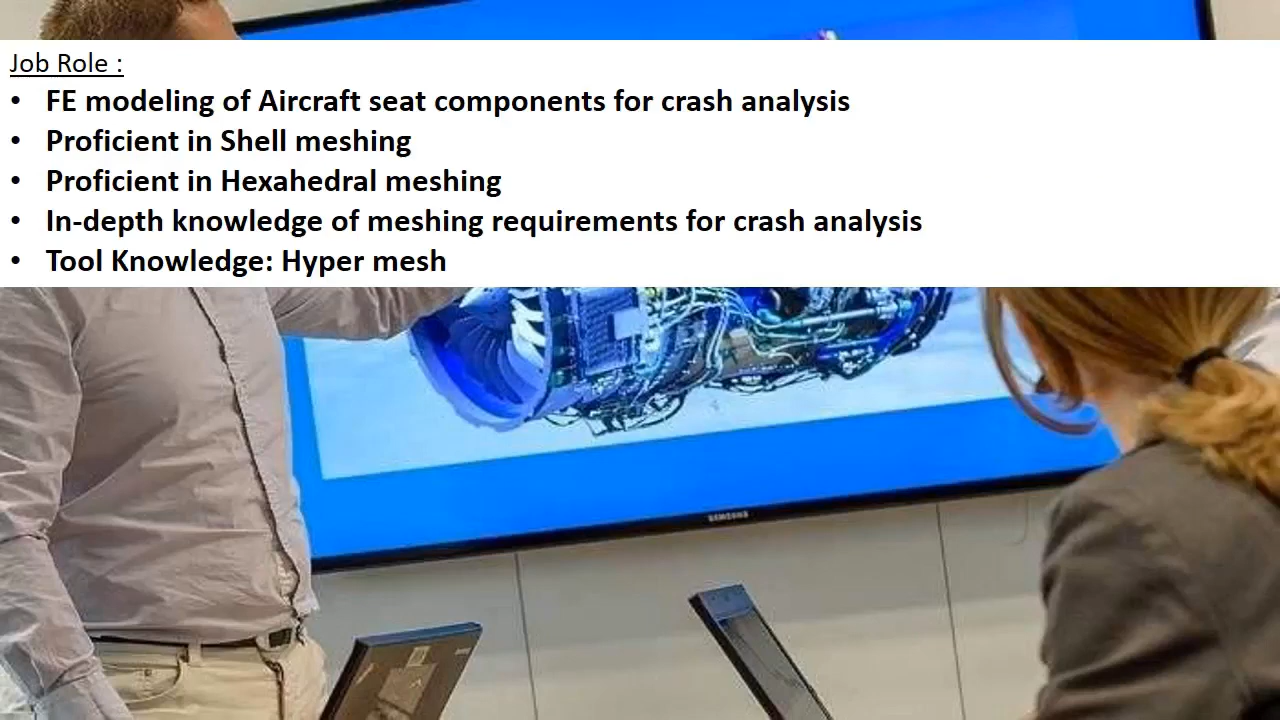 Job Role :
• FE modeling of Aircraft seat components for crash analysis
• Proficient in Shell meshing
• Proficient in Hexahedral meshing
• In-depth knowledge of meshing requirements for crash analysis
• Tool Knowledge: Hyper mesh
SAMSUNG